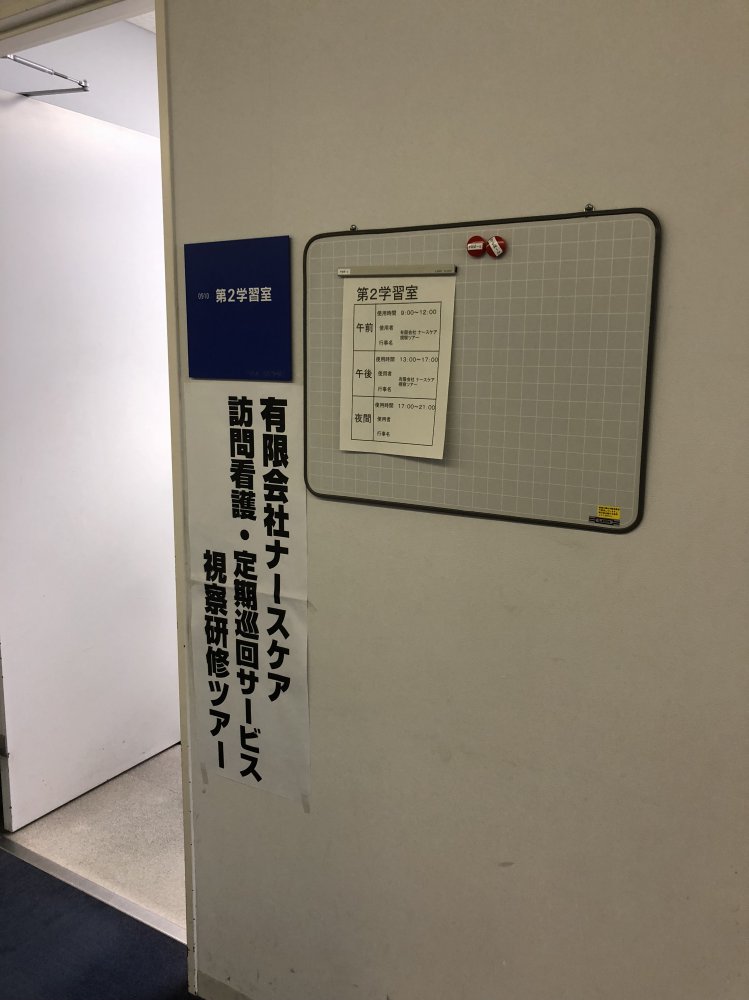 0910 第2学習室
有限会社ナースケア
訪問看護・定期巡回サービス
視察研修ツアー
第2学習室
午前
使用時間 9:00～12:00
使用者 有限会社 ナースケア
視察ツアー
行事名
午後
使用時間 13:00～17:00
使用者 有限会社 ナースケア
視察ツアー
行事名
夜間
使用時間 17:00～21:00
使用者
行事名